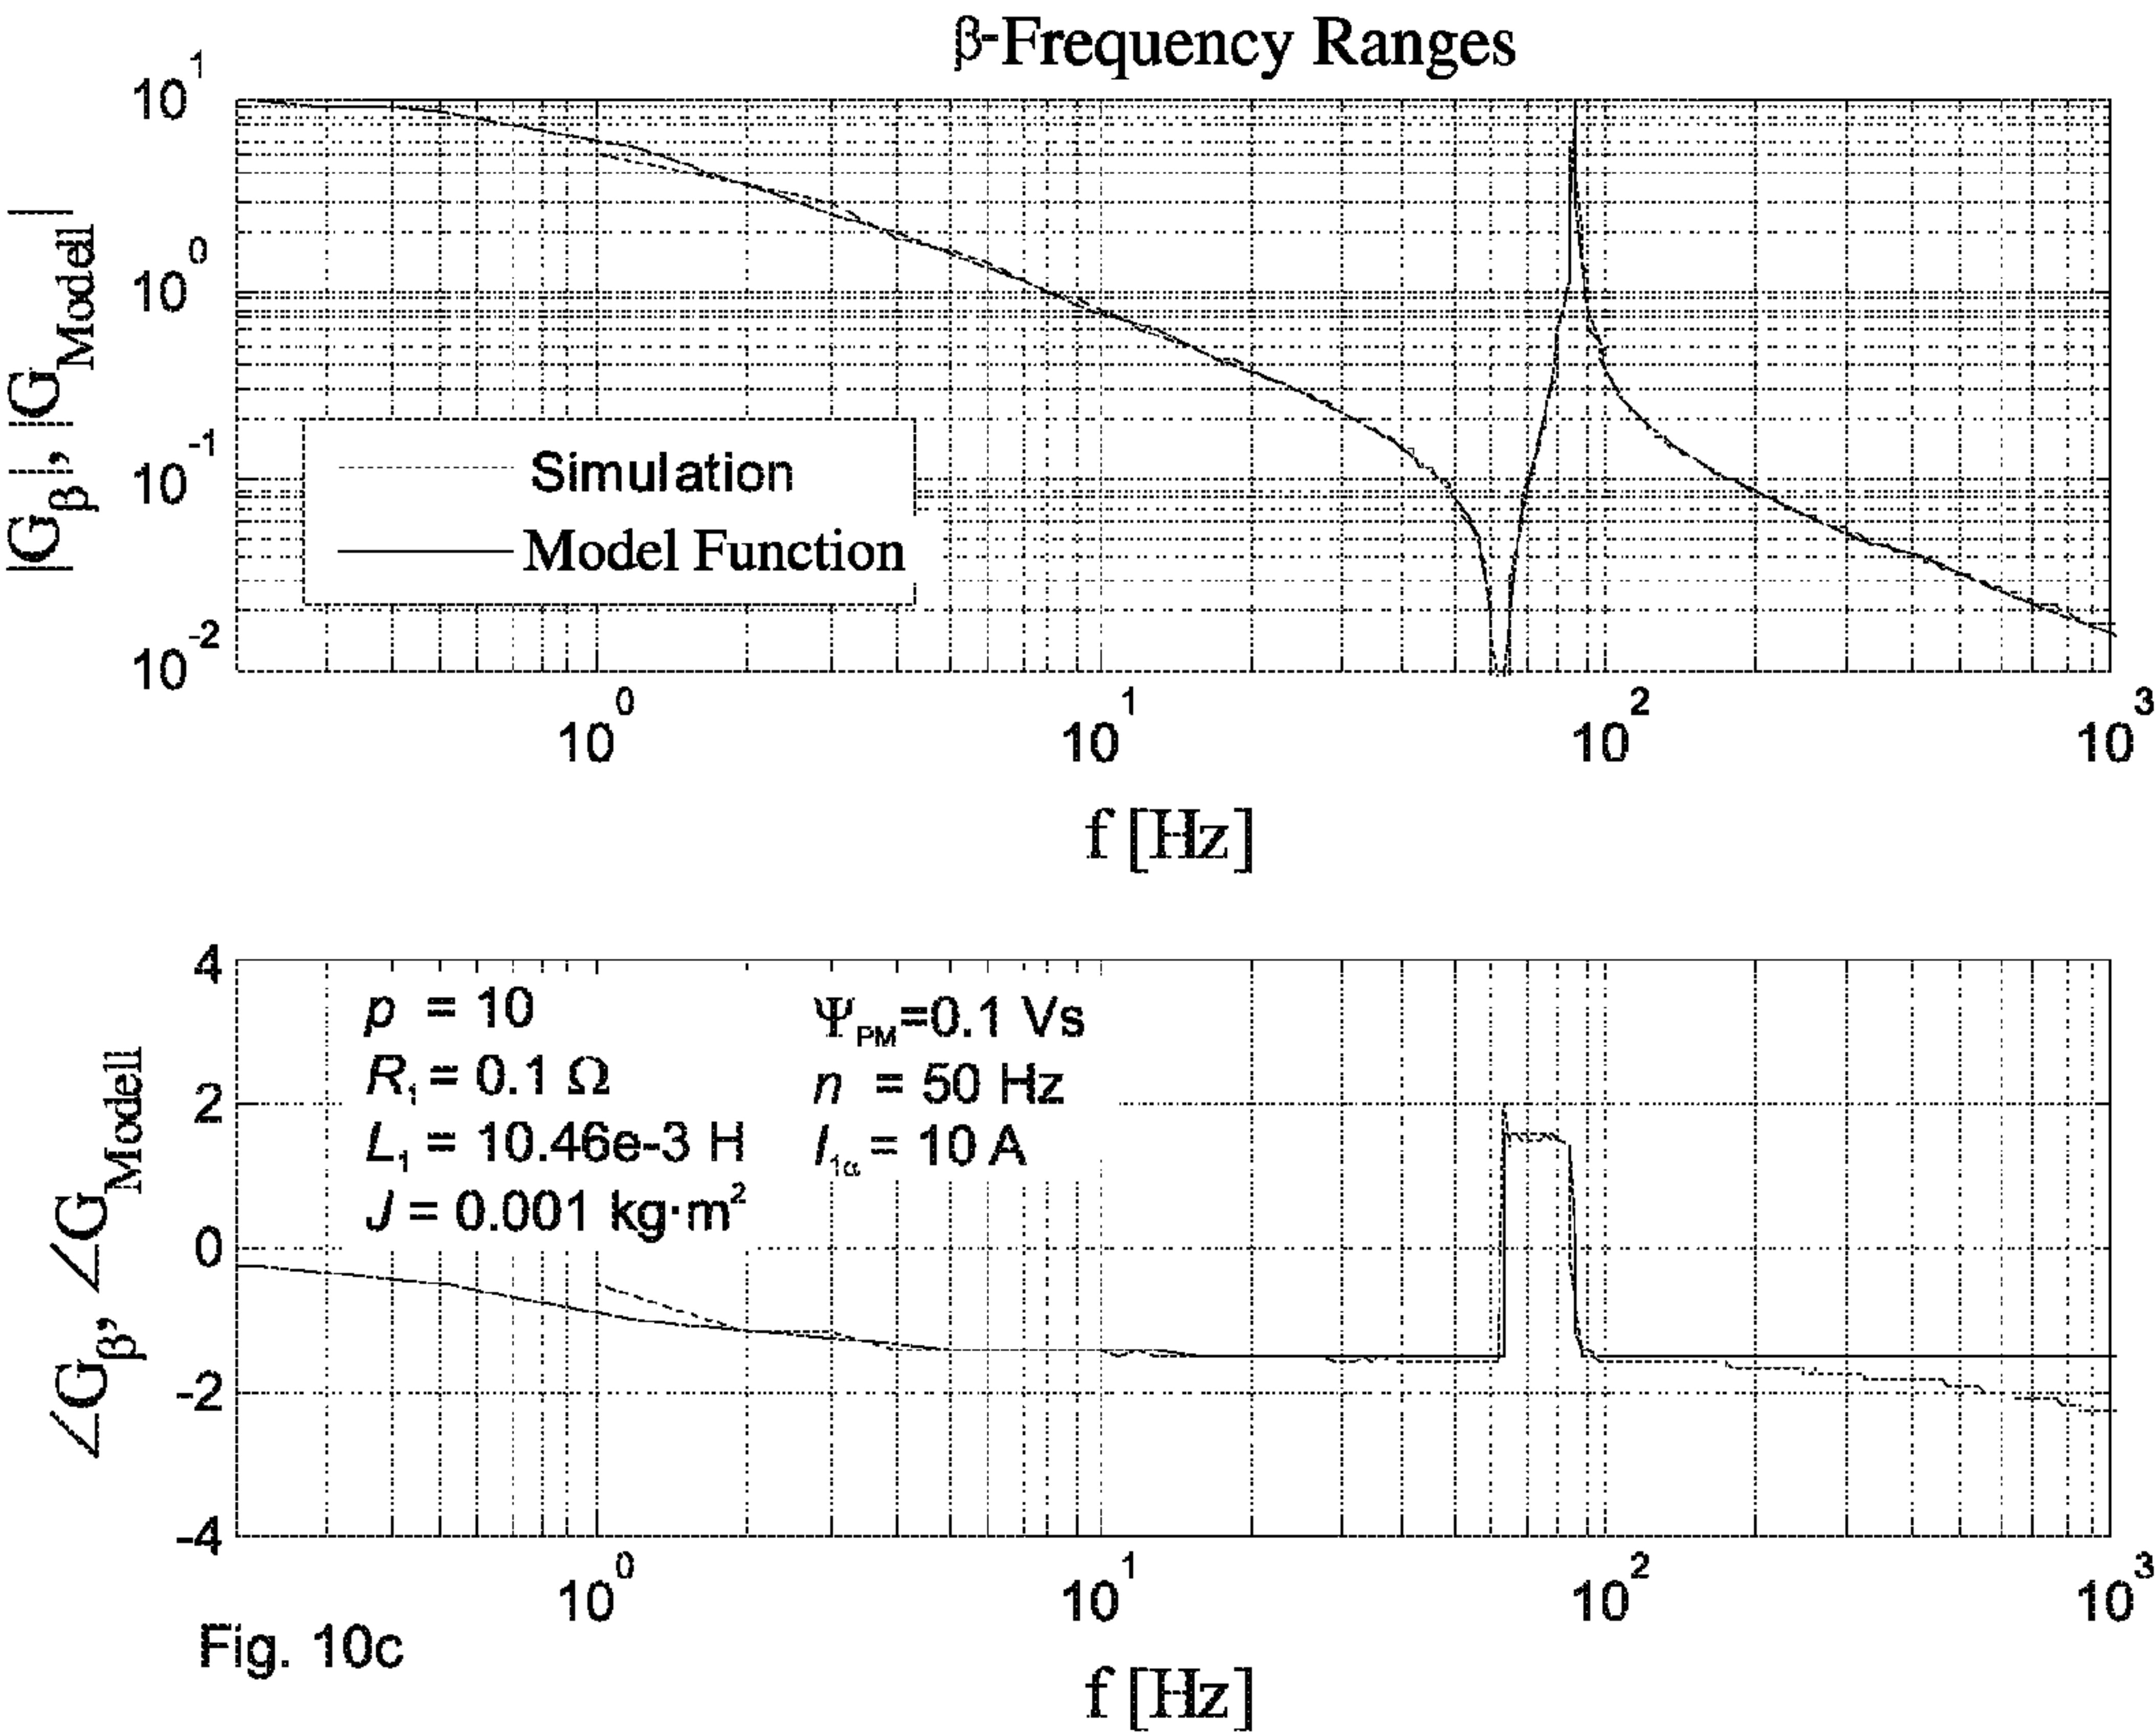 β-Frequency Ranges
|G_β|, |G_Modell|
10^1
10^0
10^-1
10^-2
Simulation
Model Function
10^0 10^1 10^2 10^3
f [Hz]
∠G_β, ∠G_Modell
4
2
0
-2
-4
p = 10
R_1 = 0.1 Ω
L_1 = 10.46e-3 H
J = 0.001 kg·m^2
Ψ_PM=0.1 Vs
n = 50 Hz
I_1α = 10 A
10^0 10^1 10^2 10^3
f [Hz]
Fig. 10c